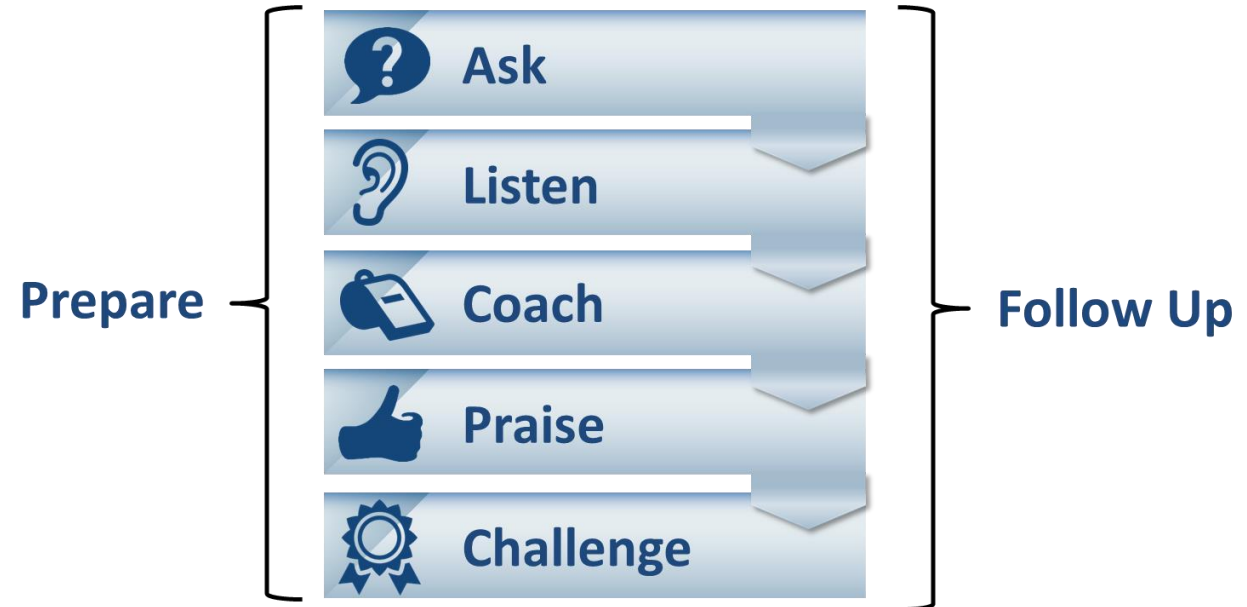 Prepare
?
Ask
Listen
Coach
Praise
Challenge
Follow Up